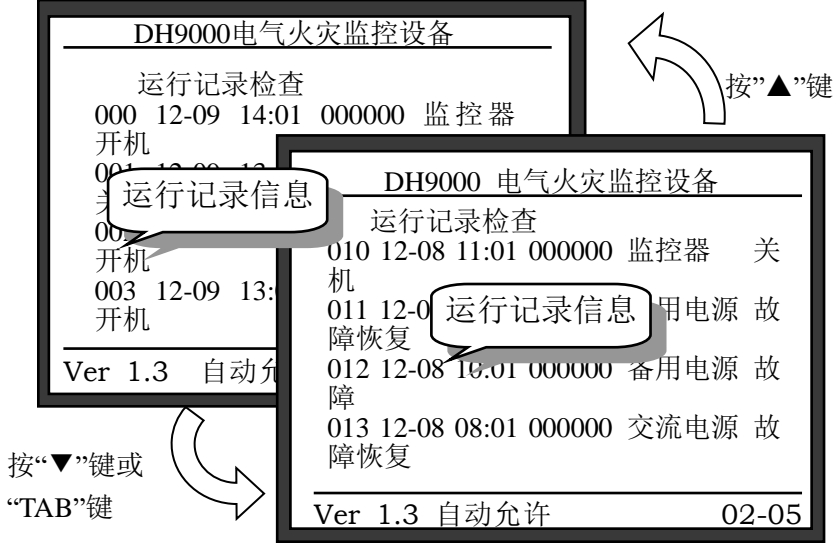 DH9000电气火灾监控设备
运行记录检查
000 12-09 14:01 000000 监控器
开机
001
运行记录信息
开机
003 12-09 13:
开机
Ver 1.3 自动允
按”▲”键
DH9000 电气火灾监控设备
运行记录检查
010 12-08 11:01 000000 监控器 关
机
011 12-0
运行记录信息
用电源 故
障恢复
012 12-08 10:01 000000 备用电源 故
障
013 12-08 08:01 000000 交流电源 故
障恢复
Ver 1.3 自动允许 02-05
按“▼”键或
“TAB”键